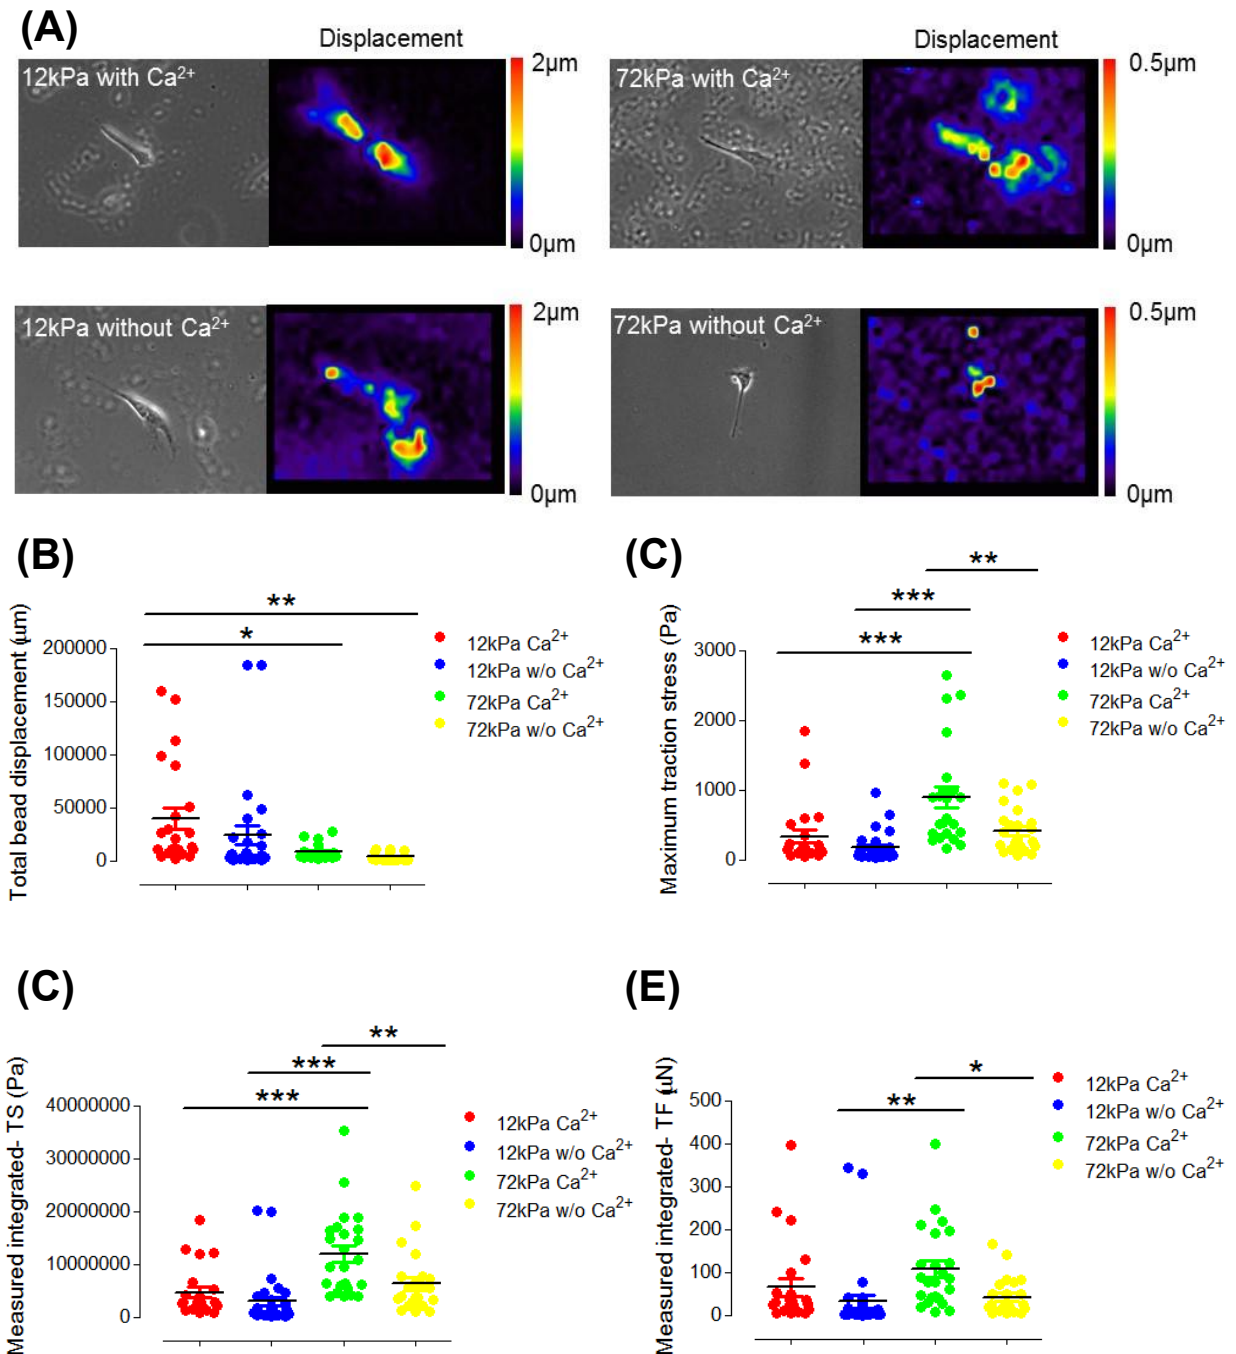 (A)
Displacement
Displacement
12kPa with Ca²⁺
2μm
0μm
72kPa with Ca²⁺
0.5μm
0μm
12kPa without Ca²⁺
2μm
0μm
72kPa without Ca²⁺
0.5μm
0μm
(B)
**
*
Total bead displacement (μm)
200000
150000
100000
50000
0
12kPa Ca²⁺
12kPa w/o Ca²⁺
72kPa Ca²⁺
72kPa w/o Ca²⁺
(C)
**
***
***
Maximum traction stress (Pa)
3000
2000
1000
0
12kPa Ca²⁺
12kPa w/o Ca²⁺
72kPa Ca²⁺
72kPa w/o Ca²⁺
(C)
**
***
***
Measured integrated- TS (Pa)
40000000
30000000
20000000
10000000
0
12kPa Ca²⁺
12kPa w/o Ca²⁺
72kPa Ca²⁺
72kPa w/o Ca²⁺
(E)
*
**
Measured integrated- TF (μN)
500
400
300
200
100
0
12kPa Ca²⁺
12kPa w/o Ca²⁺
72kPa Ca²⁺
72kPa w/o Ca²⁺